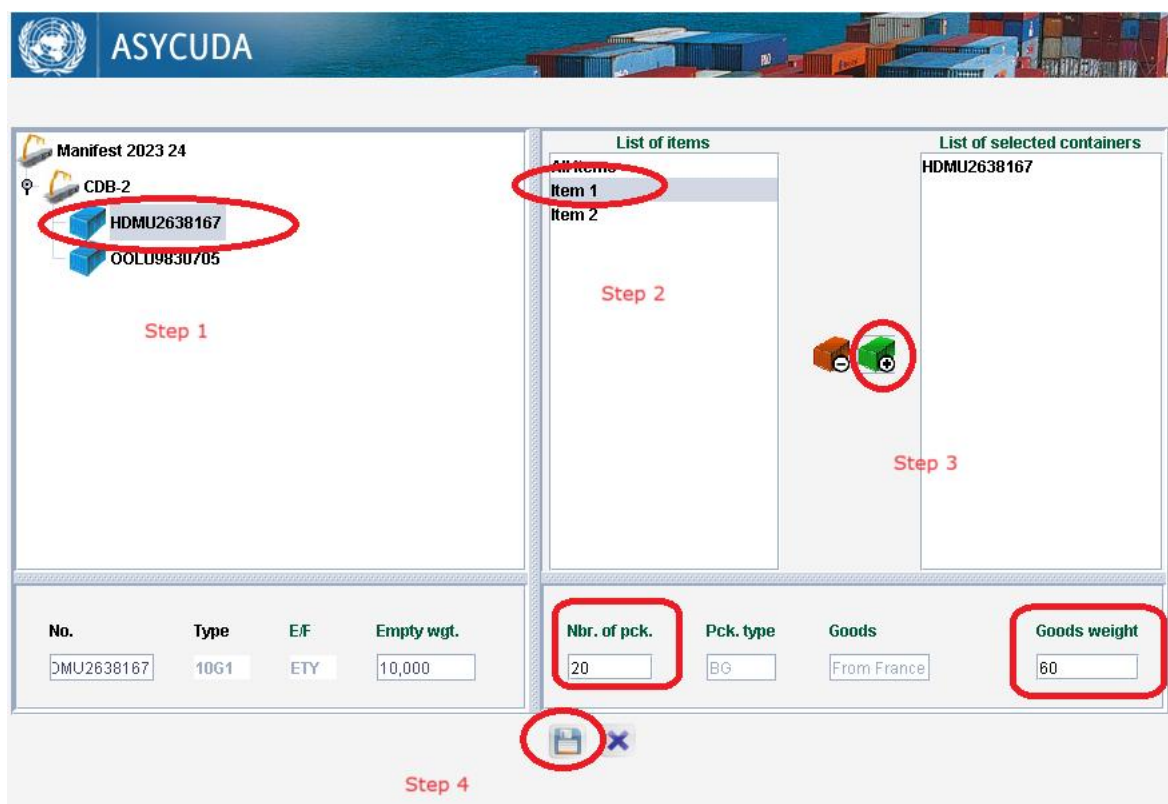 ASYCUDA
Manifest 2023 24
CDB-2
HDMU2638167
OOLU9830705
Step 1
List of items
All items
Item 1
Item 2
Step 2
List of selected containers
HDMU2638167
Step 3
No. Type E/F Empty wgt.
DMU2638167 10G1 ETY 10,000
Nbr. of pck. Pck. type Goods Goods weight
20 BG From France 60
Step 4